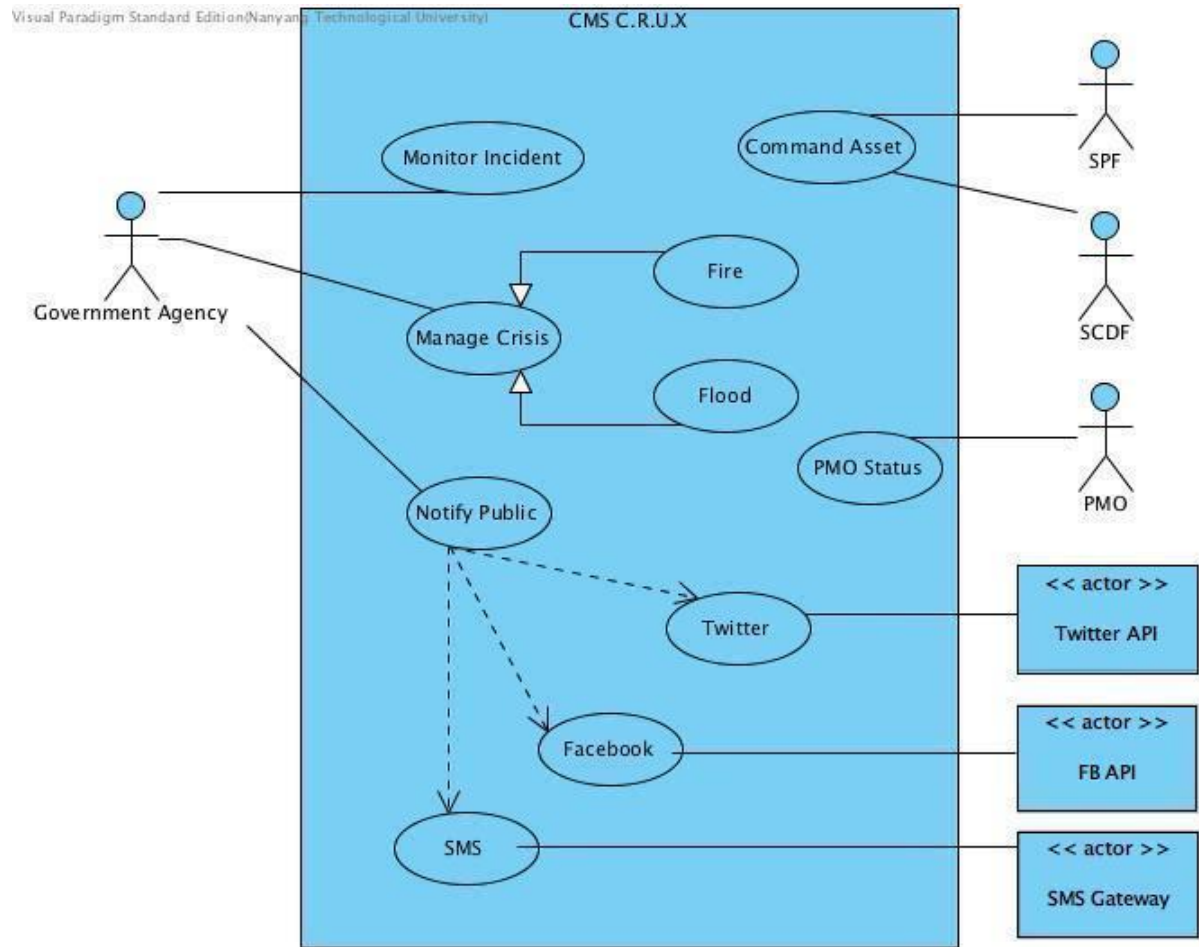 Visual Paradigm Standard Edition(Nanyang Technological University)
CMS C.R.U.X
Monitor Incident
Command Asset
SPF
Government Agency
Fire
SCDF
Manage Crisis
Flood
PMO Status
PMO
Notify Public
<< actor >>
Twitter API
Twitter
<< actor >>
FB API
Facebook
<< actor >>
SMS Gateway
SMS